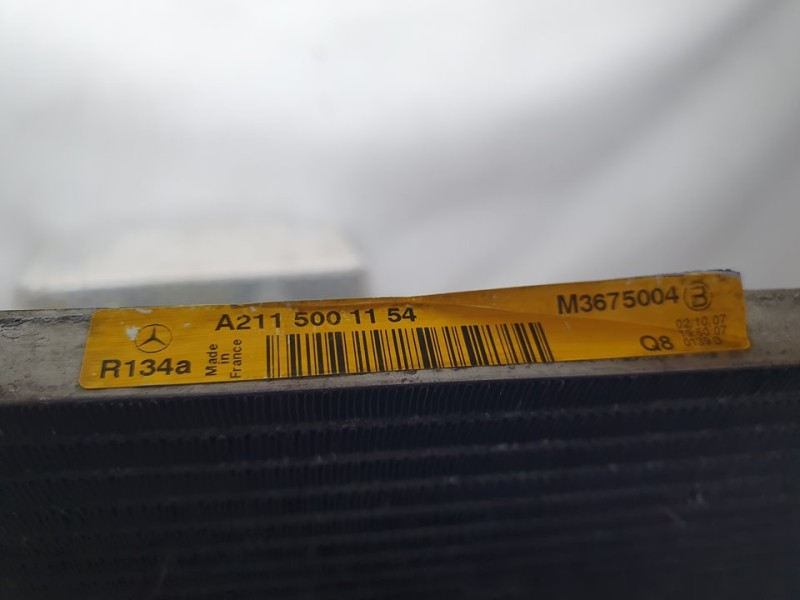 A211 500 11 54
M3675004 B
R134a
Made
in
France
Q8
02/10.07